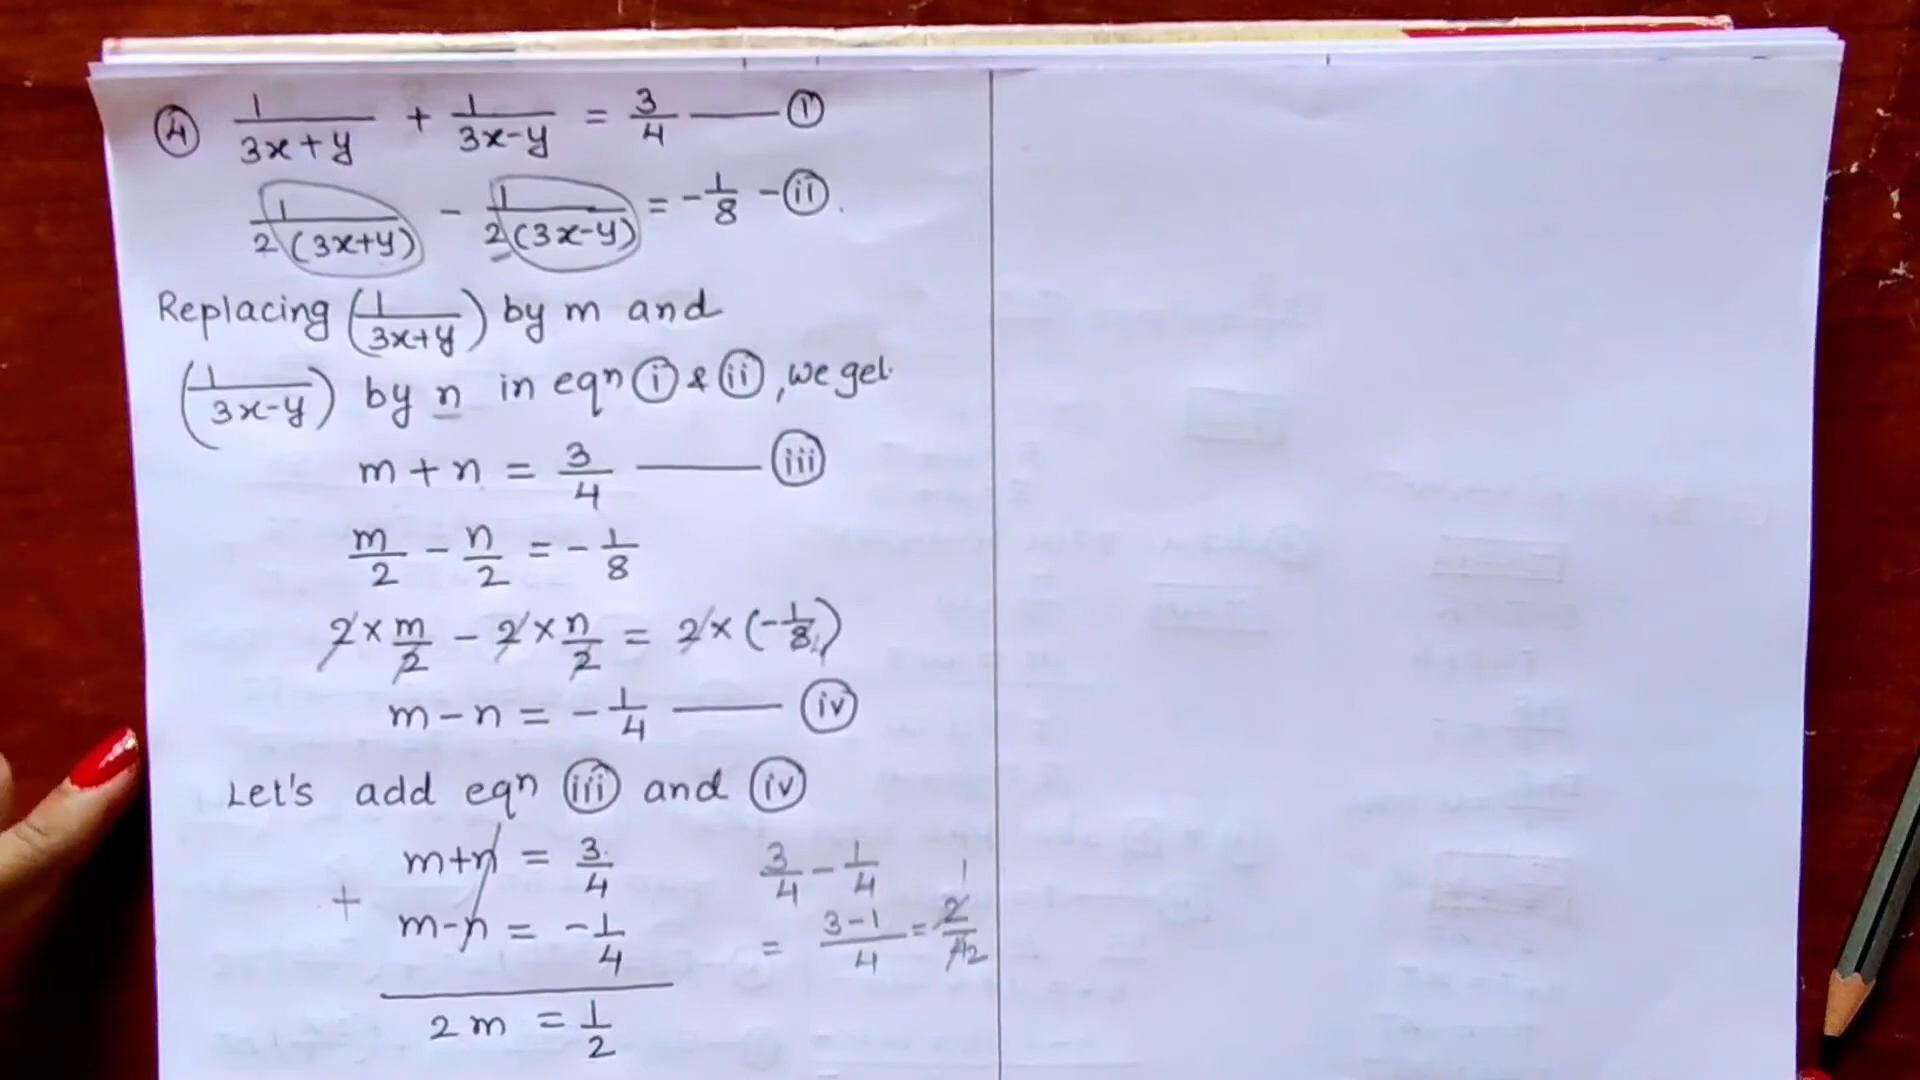 ④ 1/(3x+y) + 1/(3x-y) = 3/4 —— ⓘ
1/2(3x+y) - 1/2(3x-y) = -1/8 - ⓘⓘ.
Replacing (1/3x+y) by m and
(1/3x-y) by n in eqn ⓘ & ⓘⓘ, we get
m + n = 3/4 —— (iii)
m/2 - n/2 = - 1/8
2 × m/2 - 2 × n/2 = 2 × (-1/8)
m - n = - 1/4 —— (iv)
Let's add eqn (iii) and (iv)
m+n = 3/4
+ m-n = -1/4
2m = 1/2
3/4 - 1/4
= 3-1/4 = 2/4 1 2